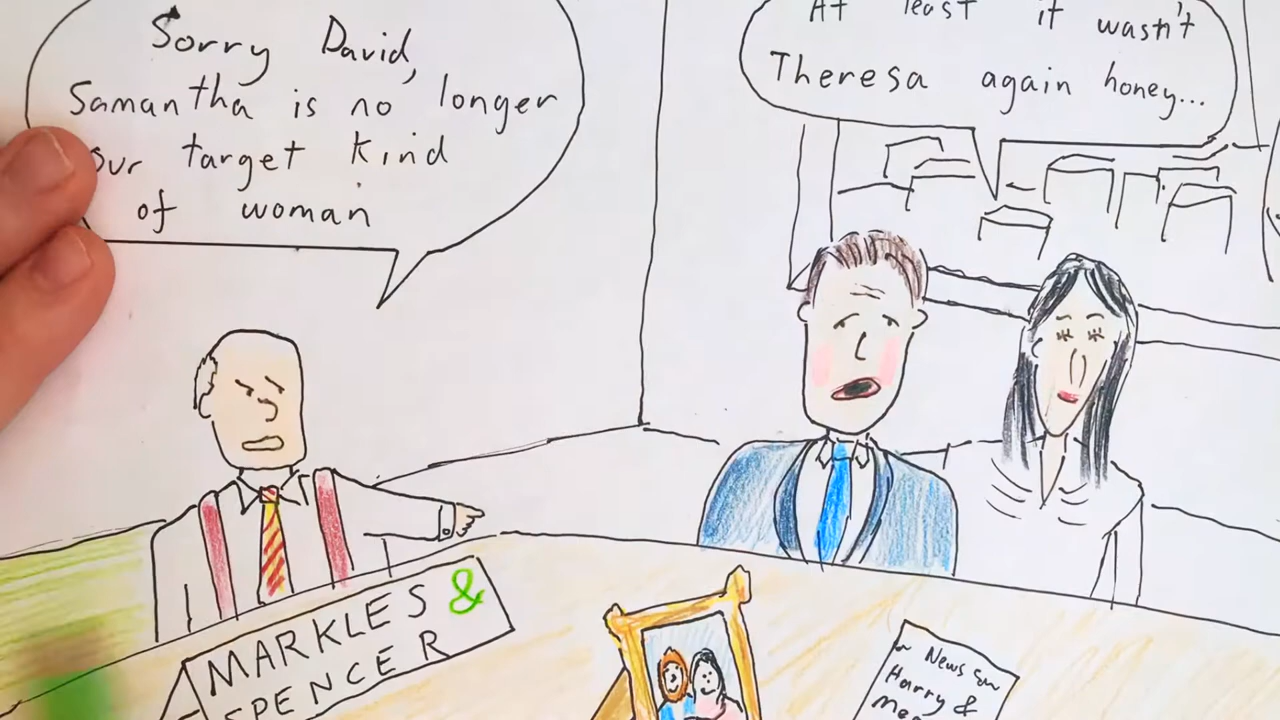 Sorry David,
Samantha is no longer
our target kind
of woman
At least it wasn't
Theresa again honey...
MARKLES &
SPENCER
News
Harry &